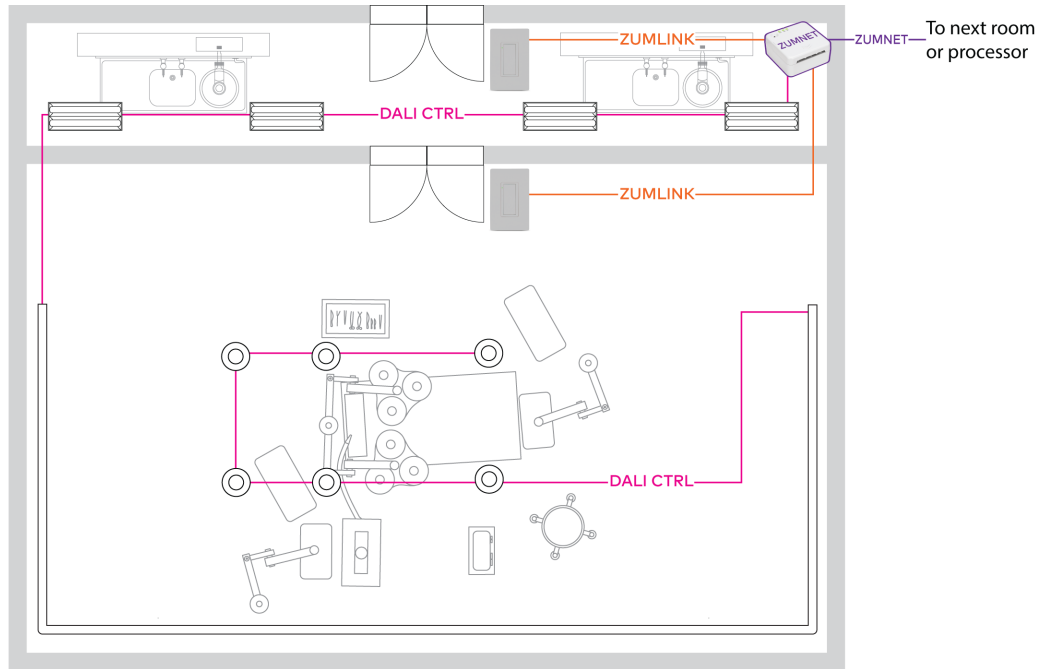 ZUMLINK
ZUMNET
ZUMNET
To next room
or processor
DALI CTRL
ZUMLINK
DALI CTRL